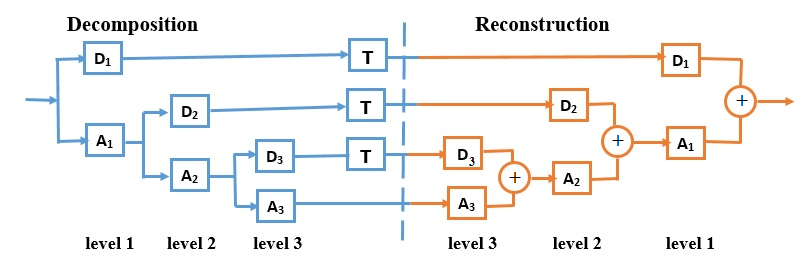 Decomposition Reconstruction
D₁ T D₁
D₂ T D₂ +
A₁ + A₁
D₃ T D₃
A₂ + A₂
A₃ A₃
level 1 level 2 level 3 level 3 level 2 level 1